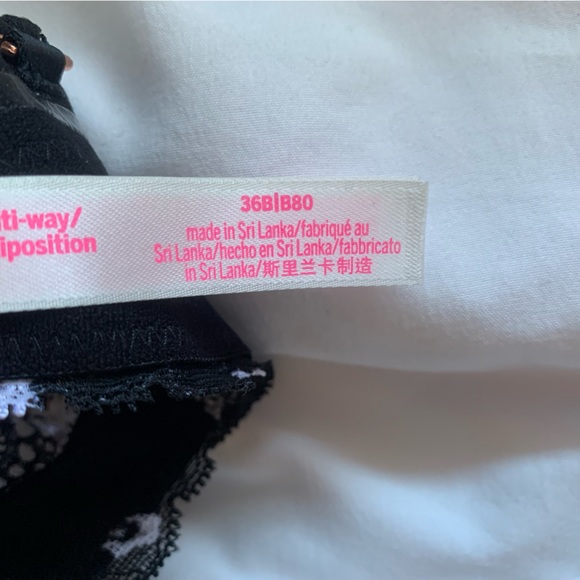 36B|B80
made in Sri Lanka/fabriqué au
Sri Lanka/hecho en Sri Lanka/fabbricato
in Sri Lanka/斯里兰卡制造
ti-way/
iposition